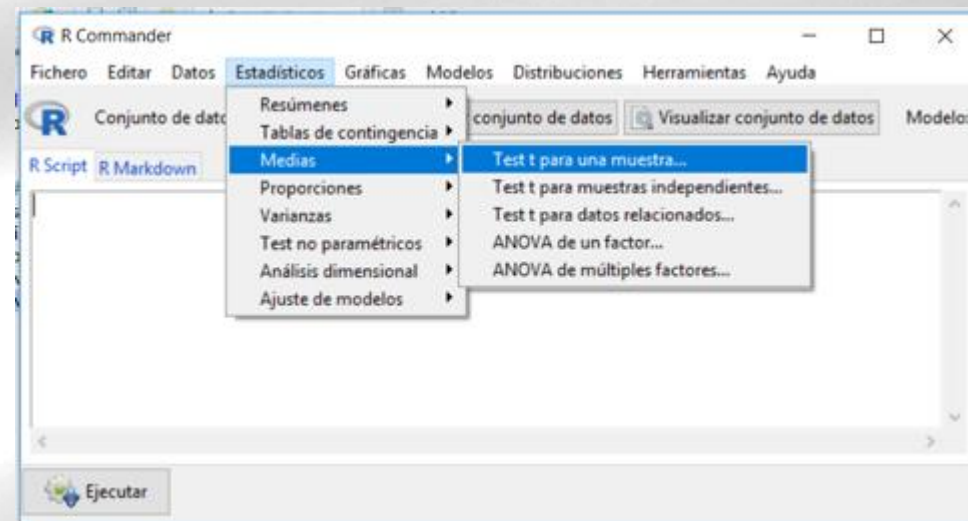 R Commander
Fichero Editar Datos Estadísticos Gráficas Modelos Distribuciones Herramientas Ayuda
R Conjunto de conjunto de datos Visualizar conjunto de datos
R Script R Markdown
Resúmenes
Tablas de contingencia
Medias
Proporciones
Varianzas
Test no paramétricos
Análisis dimensional
Ajuste de modelos
Test t para una muestra...
Test t para muestras independientes...
Test t para datos relacionados...
ANOVA de un factor...
ANOVA de múltiples factores...
Ejecutar